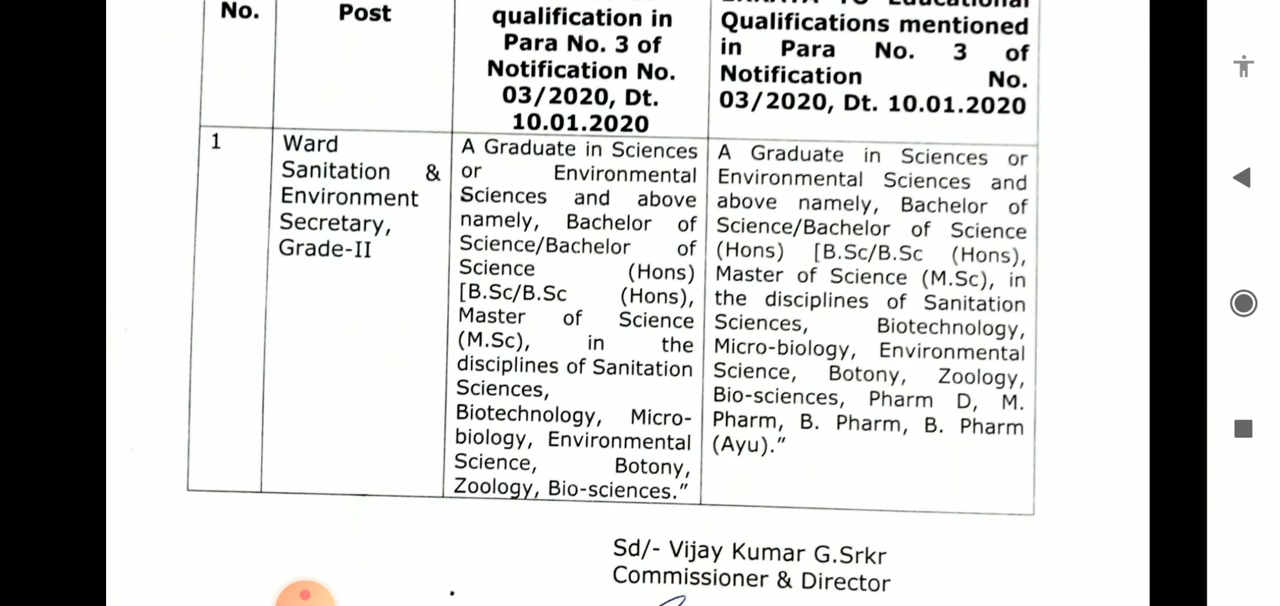 No.
Post
qualification in
Para No. 3 of
Notification No.
03/2020, Dt.
10.01.2020
ERRATA TO Educational
Qualifications mentioned
in Para No. 3 of
Notification No.
03/2020, Dt. 10.01.2020
1
Ward
Sanitation &
Environment
Secretary,
Grade-II
A Graduate in Sciences
or Environmental
Sciences and above
namely, Bachelor of
Science/Bachelor of
Science (Hons)
[B.Sc/B.Sc (Hons),
Master of Science
(M.Sc), in the
disciplines of Sanitation
Sciences,
Biotechnology, Micro-
biology, Environmental
Science, Botony,
Zoology, Bio-sciences.”
A Graduate in Sciences or
Environmental Sciences and
above namely, Bachelor of
Science/Bachelor of Science
(Hons) [B.Sc/B.Sc (Hons),
Master of Science (M.Sc), in
the disciplines of Sanitation
Sciences, Biotechnology,
Micro-biology, Environmental
Science, Botony, Zoology,
Bio-sciences, Pharm D, M.
Pharm, B. Pharm, B. Pharm
(Ayu).”
Sd/- Vijay Kumar G.Srkr
Commissioner & Director